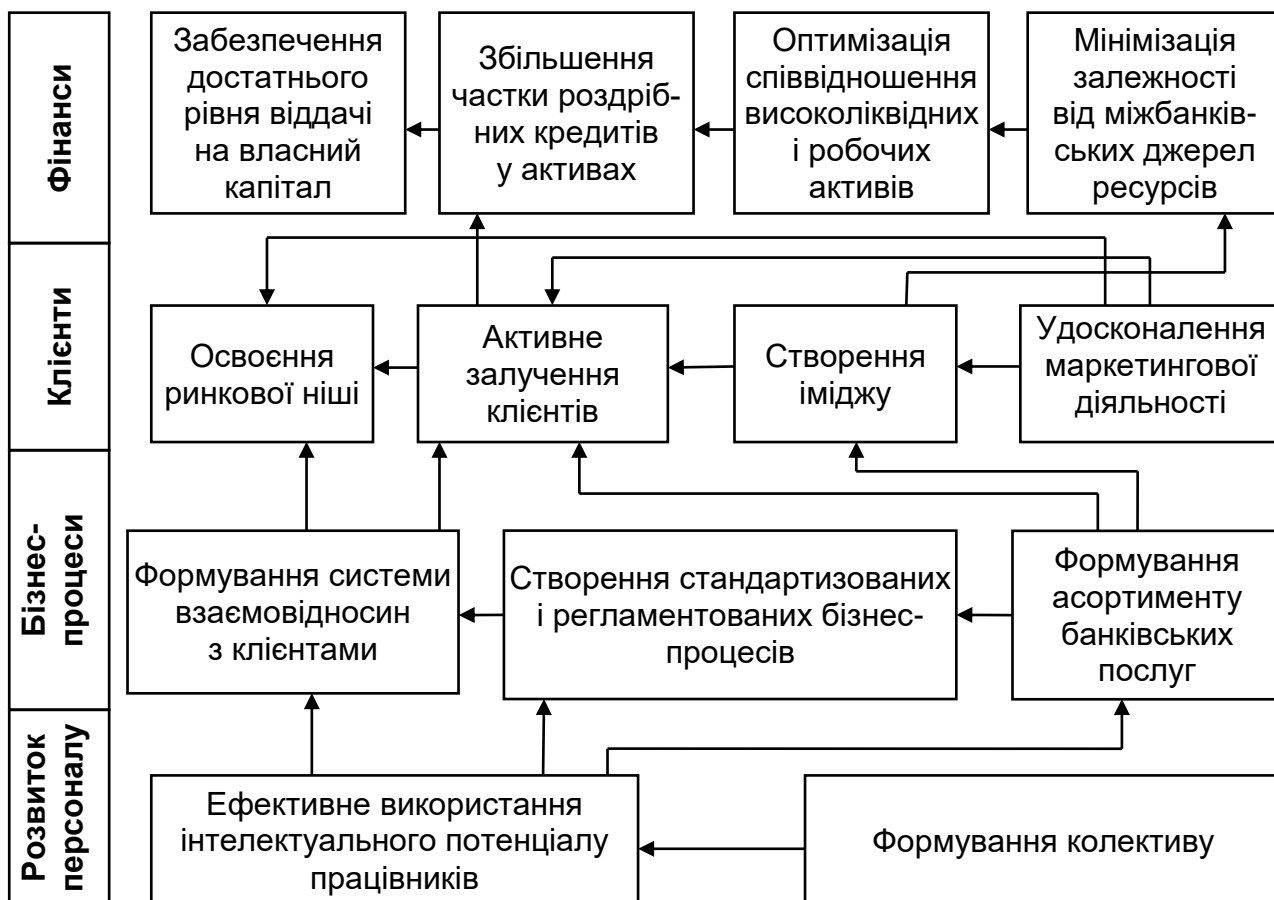 Фінанси
Забезпечення
достатнього
рівня віддачі
на власний
капітал
Збільшення
частки роздріб-
них кредитів
у активах
Оптимізація
співвідношення
високоліквідних
і робочих
активів
Мінімізація
залежності
від міжбанків-
ських джерел
ресурсів
Клієнти
Освоєння
ринкової ніші
Активне
залучення
клієнтів
Створення
іміджу
Удосконалення
маркетингової
діяльності
Бізнес-
процеси
Формування системи
взаємовідносин
з клієнтами
Створення стандартизованих
і регламентованих бізнес-
процесів
Формування
асортименту
банківських
послуг
Розвиток
персоналу
Ефективне використання
інтелектуального потенціалу
працівників
Формування колективу